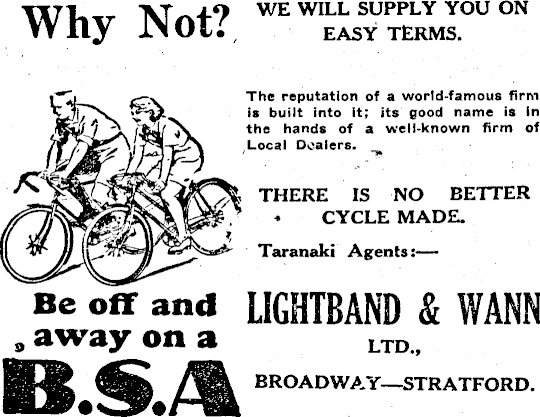 Why Not?
Be off and
away on a
B.S.A
WE WILL SUPPLY YOU ON
EASY TERMS.
The reputation of a world-famous firm
is built into it; its good name is in
the hands of a well-known firm of
Local Dealers.
THERE IS NO BETTER
CYCLE MADE.
Taranaki Agents:—
LIGHTBAND & WANN
LTD.,
BROADWAY—STRATFORD.